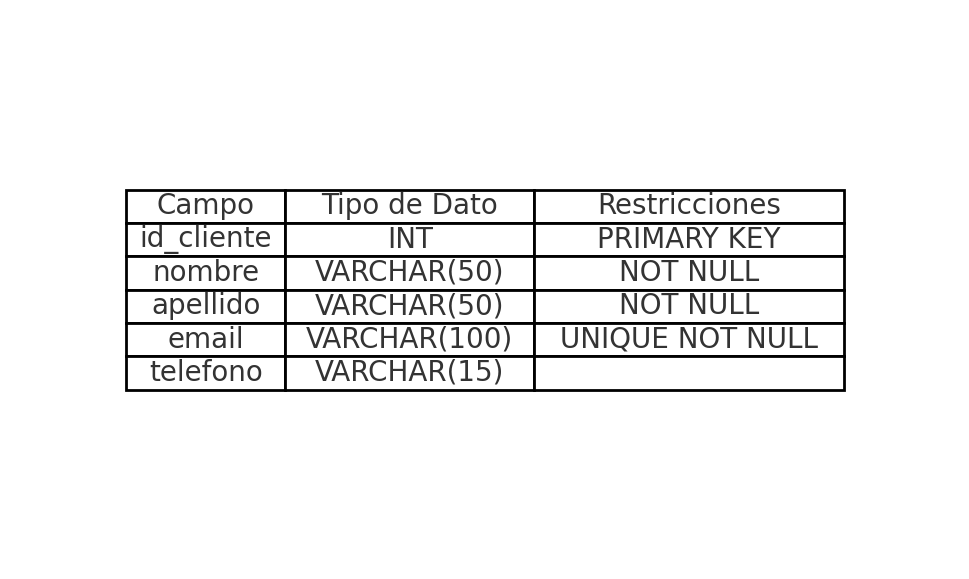 Campo Tipo de Dato Restricciones
id_cliente INT PRIMARY KEY
nombre VARCHAR(50) NOT NULL
apellido VARCHAR(50) NOT NULL
email VARCHAR(100) UNIQUE NOT NULL
telefono VARCHAR(15)